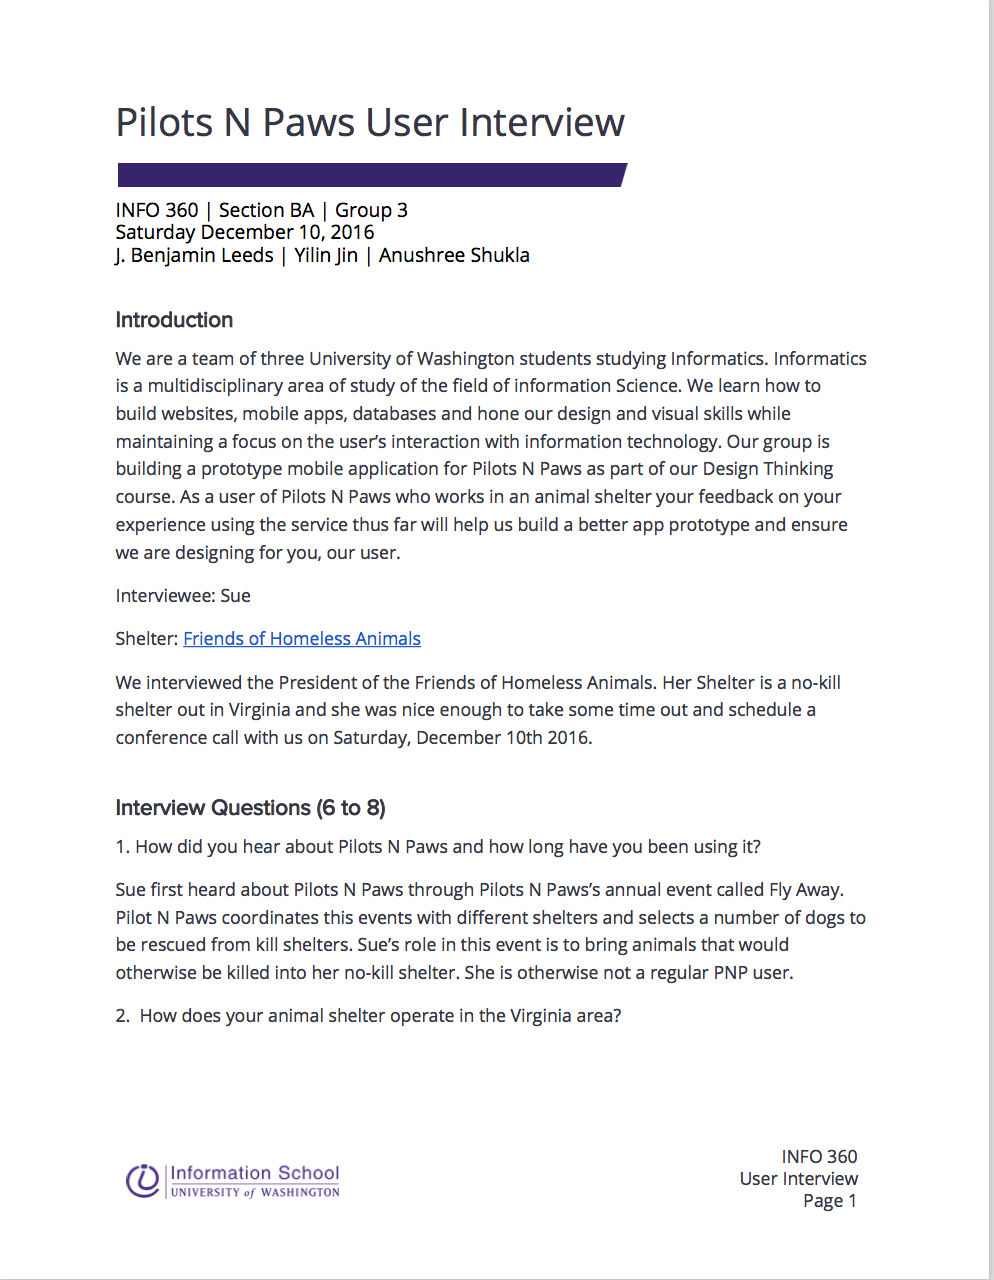 Pilots N Paws User Interview
INFO 360 | Section BA | Group 3
Saturday December 10, 2016
J. Benjamin Leeds | Yilin Jin | Anushree Shukla
Introduction
We are a team of three University of Washington students studying Informatics. Informatics
is a multidisciplinary area of study of the field of information Science. We learn how to
build websites, mobile apps, databases and hone our design and visual skills while
maintaining a focus on the user’s interaction with information technology. Our group is
building a prototype mobile application for Pilots N Paws as part of our Design Thinking
course. As a user of Pilots N Paws who works in an animal shelter your feedback on your
experience using the service thus far will help us build a better app prototype and ensure
we are designing for you, our user.
Interviewee: Sue
Shelter: Friends of Homeless Animals
We interviewed the President of the Friends of Homeless Animals. Her Shelter is a no-kill
shelter out in Virginia and she was nice enough to take some time out and schedule a
conference call with us on Saturday, December 10th 2016.
Interview Questions (6 to 8)
1. How did you hear about Pilots N Paws and how long have you been using it?
Sue first heard about Pilots N Paws through Pilots N Paws’s annual event called Fly Away.
Pilot N Paws coordinates this events with different shelters and selects a number of dogs to
be rescued from kill shelters. Sue’s role in this event is to bring animals that would
otherwise be killed into her no-kill shelter. She is otherwise not a regular PNP user.
2. How does your animal shelter operate in the Virginia area?
Information School
UNIVERSITY of WASHINGTON
INFO 360
User Interview
Page 1